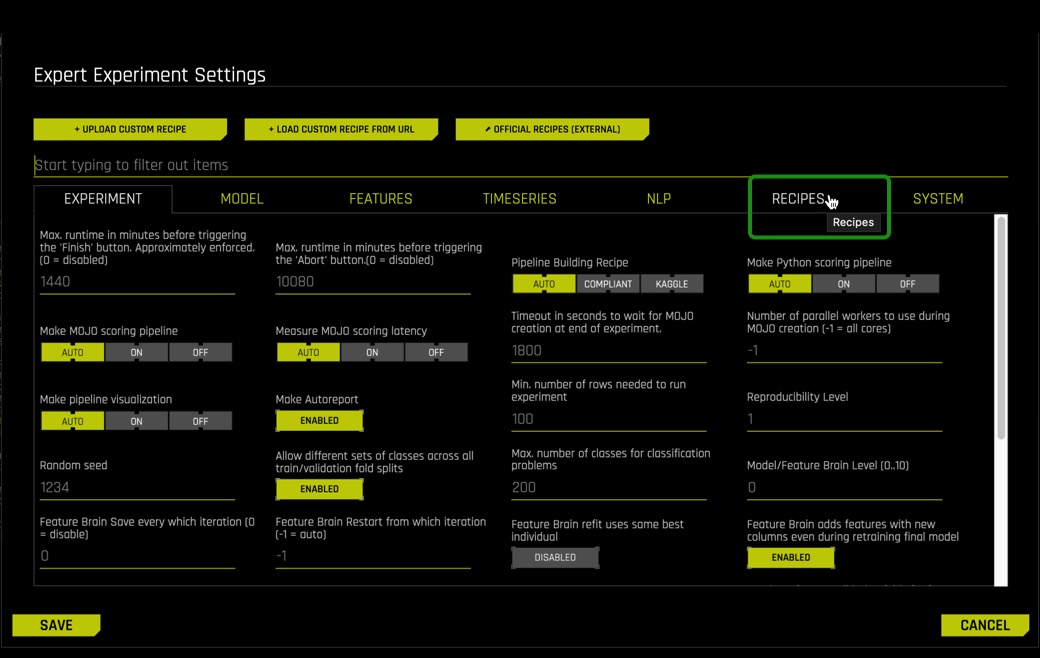 Expert Experiment Settings
+ UPLOAD CUSTOM RECIPE
+ LOAD CUSTOM RECIPE FROM URL
OFFICIAL RECIPES (EXTERNAL)
Start typing to filter out items
EXPERIMENT
MODEL
FEATURES
TIMESERIES
NLP
RECIPES
SYSTEM
Recipes
Max. runtime in minutes before triggering
the 'Finish' button. Approximately enforced.
(0 = disabled)
1440
Max. runtime in minutes before triggering
the 'Abort' button.(0 = disabled)
10080
Pipeline Building Recipe
AUTO COMPLIANT KAGGLE
Make Python scoring pipeline
AUTO ON OFF
Make MOJO scoring pipeline
AUTO ON OFF
Measure MOJO scoring latency
AUTO ON OFF
Timeout in seconds to wait for MOJO
creation at end of experiment.
1800
Number of parallel workers to use during
MOJO creation (-1 = all cores)
-1
Make pipeline visualization
AUTO ON OFF
Make Autoreport
ENABLED
Min. number of rows needed to run
experiment
100
Reproducibility Level
1
Random seed
1234
Allow different sets of classes across all
train/validation fold splits
ENABLED
Max. number of classes for classification
problems
200
Model/Feature Brain Level (0..10)
0
Feature Brain Save every which iteration (0
= disable)
0
Feature Brain Restart from which iteration
(-1 = auto)
-1
Feature Brain refit uses same best
individual
DISABLED
Feature Brain adds features with new
columns even during retraining final model
ENABLED
SAVE
CANCEL